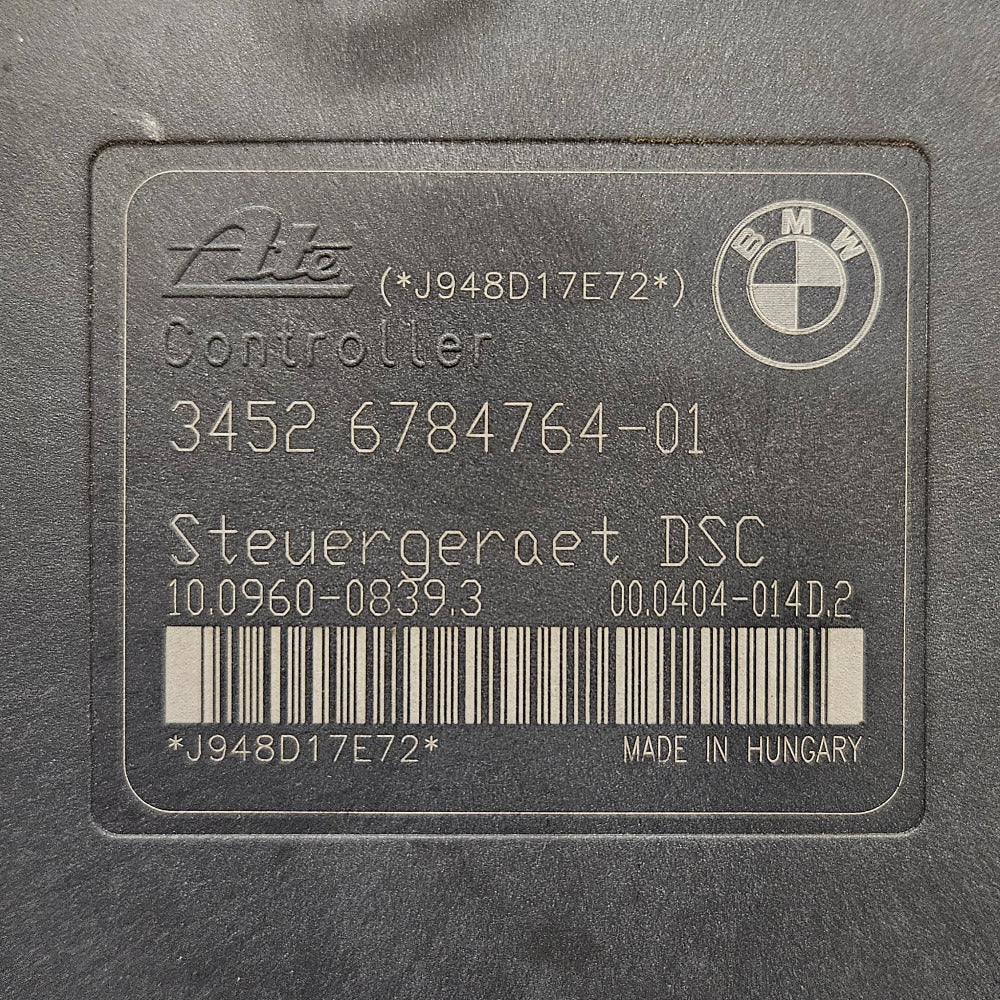 Ate
(*J948D17E72*)
BMW
Controller
3452 6784764-01
Steuergeraet DSC
10.0960-0839.3 00.0404-014D.2
*J948D17E72* MADE IN HUNGARY